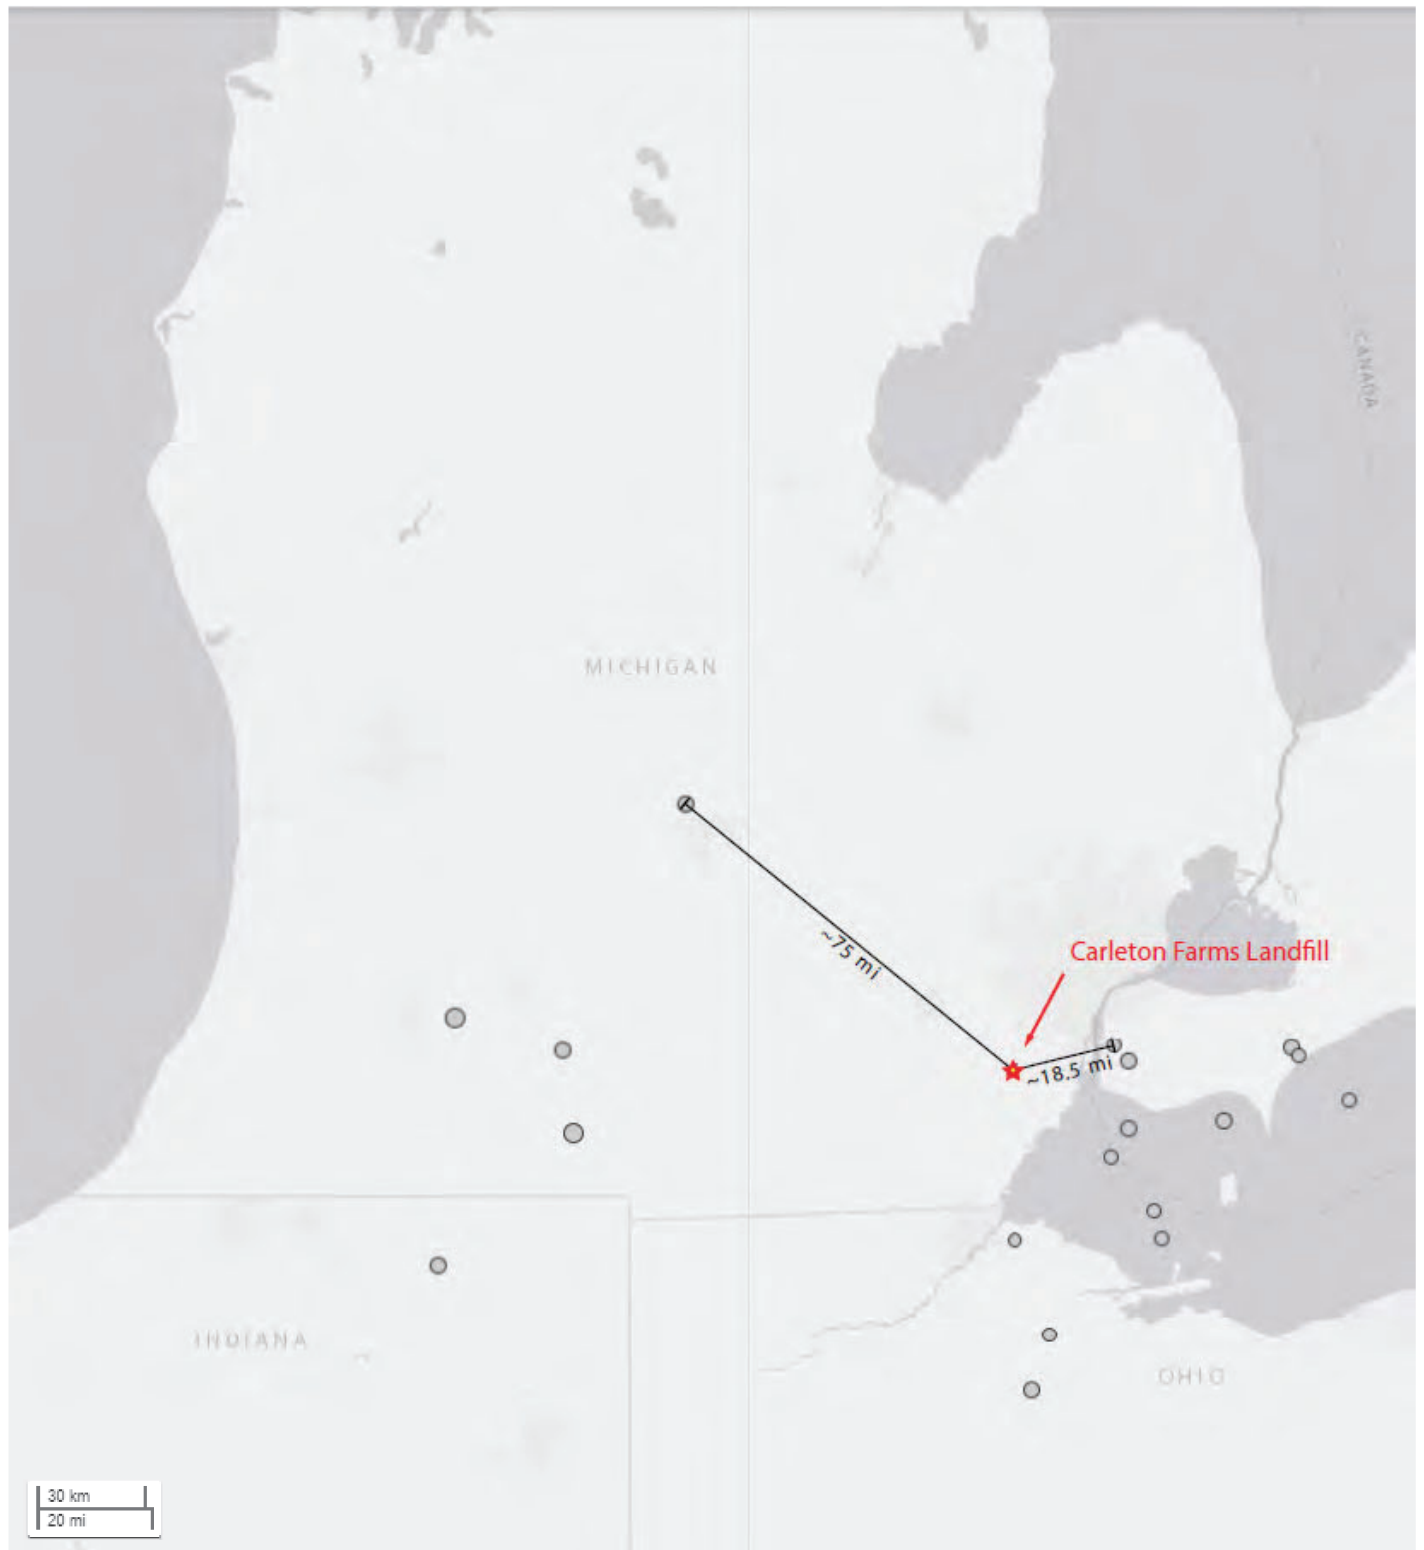 CANADA
MICHIGAN
Carleton Farms Landfill
~75 mi
~18.5 mi
INDIANA
OHIO
30 km
20 mi